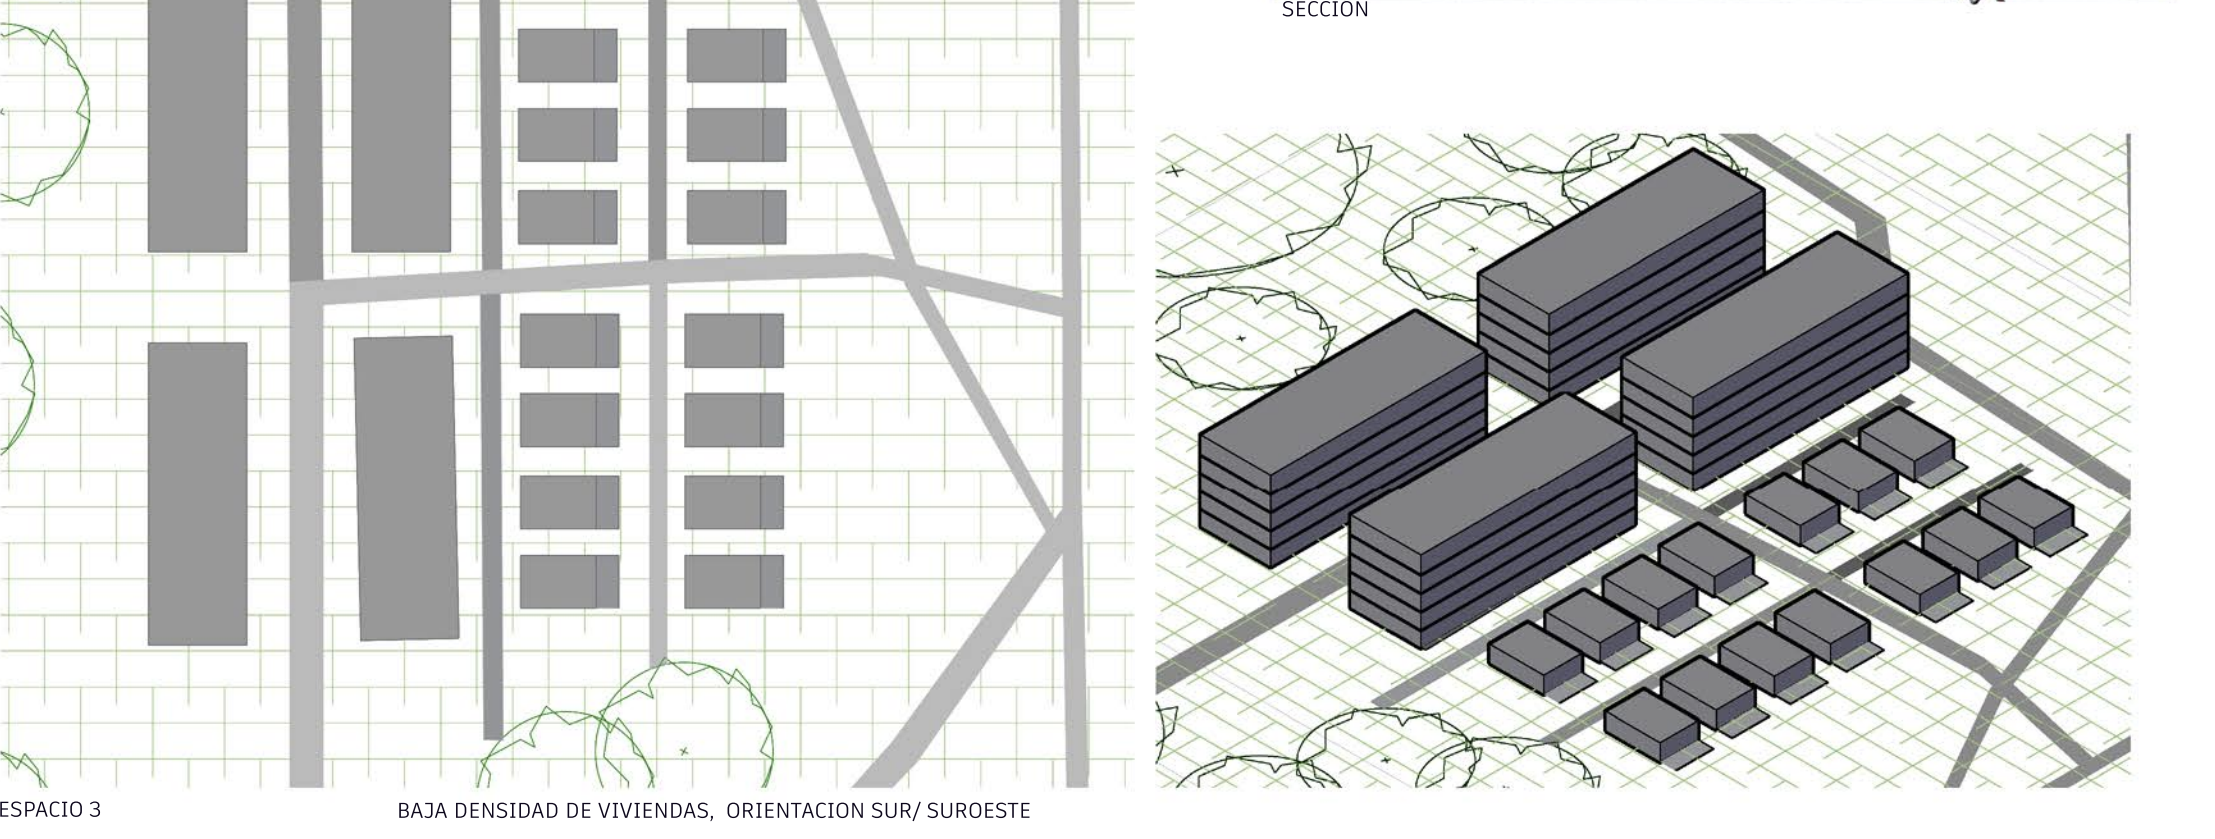 SECCION
ESPACIO 3
BAJA DENSIDAD DE VIVIENDAS, ORIENTACION SUR/ SUROESTE